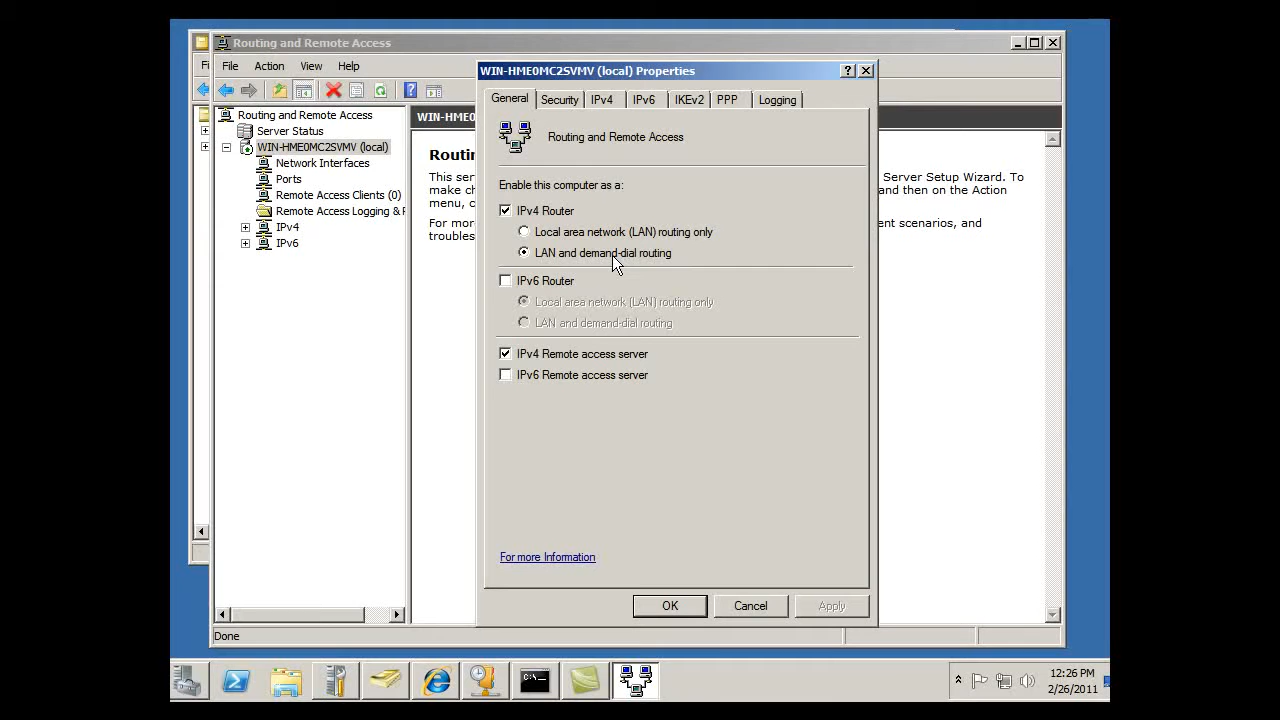 Routing and Remote Access
Fi
File Action View Help
Routing and Remote Access
Server Status
WIN-HME0MC2SVMV (local)
Network Interfaces
Ports
Remote Access Clients (0)
Remote Access Logging &
IPv4
IPv6
WIN-HME0
Routin
This ser
make ch
menu, c
For mor
troubles
Server Setup Wizard. To
and then on the Action
ent scenarios, and
WIN-HME0MC2SVMV (local) Properties
General Security IPv4 IPv6 IKEv2 PPP Logging
Routing and Remote Access
Enable this computer as a:
IPv4 Router
Local area network (LAN) routing only
LAN and demand-dial routing
IPv6 Router
Local area network (LAN) routing only
LAN and demand-dial routing
IPv4 Remote access server
IPv6 Remote access server
For more Information
OK Cancel Apply
Done
12:26 PM
2/26/2011